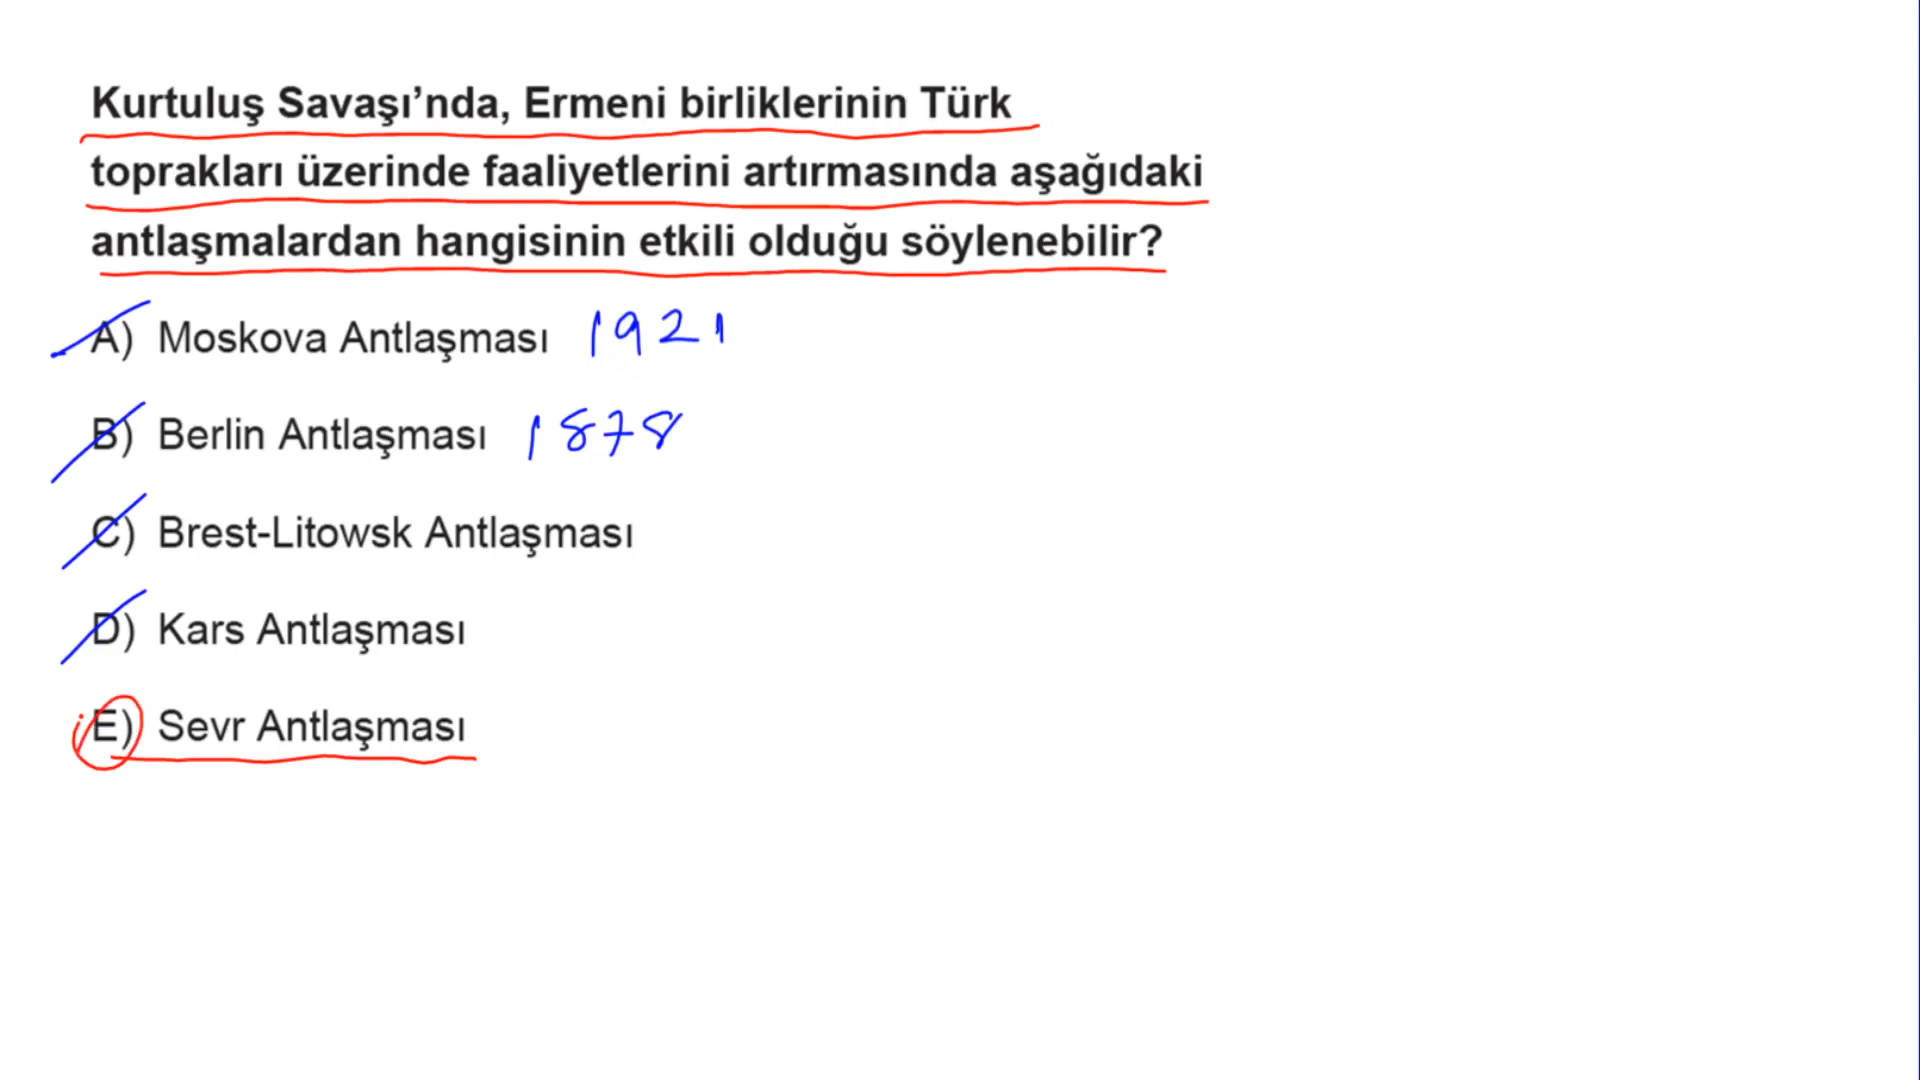 Kurtuluş Savaşı’nda, Ermeni birliklerinin Türk
toprakları üzerinde faaliyetlerini artırmasında aşağıdaki
antlaşmalardan hangisinin etkili olduğu söylenebilir?
A) Moskova Antlaşması 1921
B) Berlin Antlaşması 1878
C) Brest-Litowsk Antlaşması
D) Kars Antlaşması
E) Sevr Antlaşması